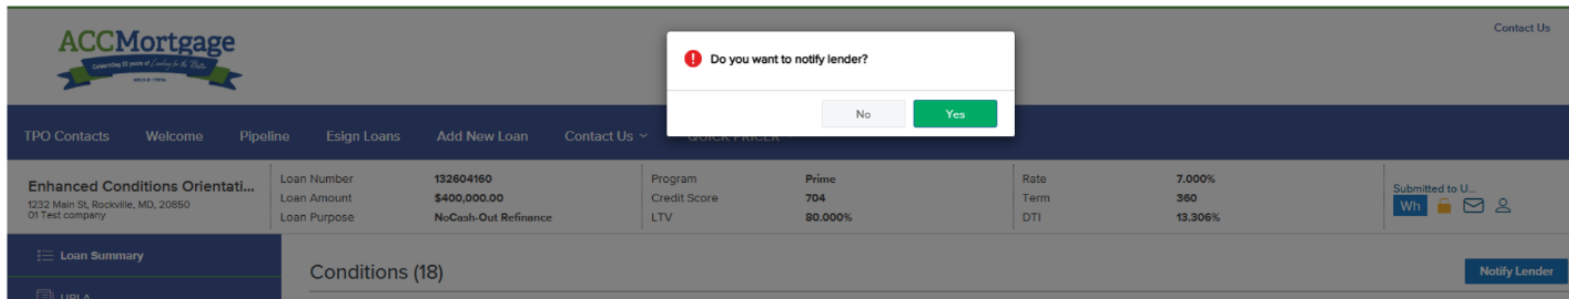 ACCMortgage
Contact Us
Do you want to notify lender?
No
Yes
TPO Contacts Welcome Pipeline Esign Loans Add New Loan Contact Us QUICK PRICER
Enhanced Conditions Orientati...
1232 Main St, Rockville, MD, 20850
01 Test company
Loan Number 132604160
Loan Amount $400,000.00
Loan Purpose NoCash-Out Refinance
Program Prime
Credit Score 704
LTV 80.000%
Rate 7.000%
Term 360
DTI 13.306%
Submitted to U...
Wh
Loan Summary
Conditions (18)
Notify Lender
URLA